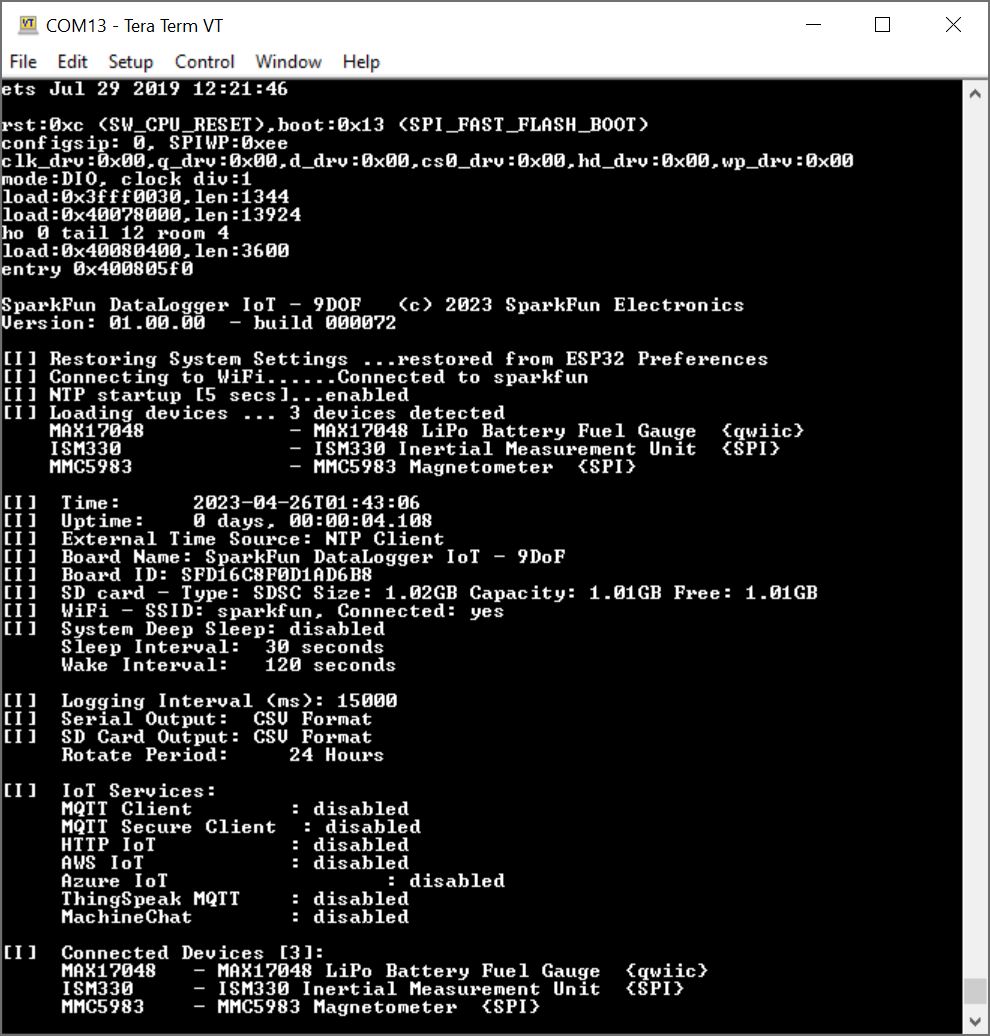 COM13 - Tera Term VT
File Edit Setup Control Window Help
ets Jul 29 2019 12:21:46
rst:0xc (SW_CPU_RESET),boot:0x13 (SPI_FAST_FLASH_BOOT)
configsip: 0, SPIWP:0xee
clk_drv:0x00,q_drv:0x00,d_drv:0x00,cs0_drv:0x00,hd_drv:0x00,wp_drv:0x00
mode:DIO, clock div:1
load:0x3fff0030,len:1344
load:0x40078000,len:13924
ho 0 tail 12 room 4
load:0x40080400,len:3600
entry 0x400805f0
SparkFun DataLogger IoT - 9DOF   (c) 2023 SparkFun Electronics
Version: 01.00.00  - build 000072
[I] Restoring System Settings ...restored from ESP32 Preferences
[I] Connecting to WiFi......Connected to sparkfun
[I] NTP startup [5 secs]...enabled
[I] Loading devices ... 3 devices detected
    MAX17048            - MAX17048 LiPo Battery Fuel Gauge  {qwiic}
    ISM330              - ISM330 Inertial Measurement Unit  {SPI}
    MMC5983             - MMC5983 Magnetometer  {SPI}
[I]  Time:      2023-04-26T01:43:06
[I]  Uptime:    0 days, 00:00:04.108
[I]  External Time Source: NTP Client
[I]  Board Name: SparkFun DataLogger IoT - 9DoF
[I]  Board ID: SFD16C8F0D1AD6B8
[I]  SD card - Type: SDSC Size: 1.02GB Capacity: 1.01GB Free: 1.01GB
[I]  WiFi - SSID: sparkfun, Connected: yes
[I]  System Deep Sleep: disabled
     Sleep Interval:  30 seconds
     Wake Interval:   120 seconds
[I]  Logging Interval (ms): 15000
[I]  Serial Output:  CSV Format
[I]  SD Card Output: CSV Format
     Rotate Period:     24 Hours
[I]  IoT Services:
     MQTT Client        : disabled
     MQTT Secure Client  : disabled
     HTTP IoT           : disabled
     AWS IoT            : disabled
     Azure IoT                  : disabled
     ThingSpeak MQTT    : disabled
     MachineChat        : disabled
[I]  Connected Devices [3]:
     MAX17048   - MAX17048 LiPo Battery Fuel Gauge  {qwiic}
     ISM330     - ISM330 Inertial Measurement Unit  {SPI}
     MMC5983    - MMC5983 Magnetometer  {SPI}